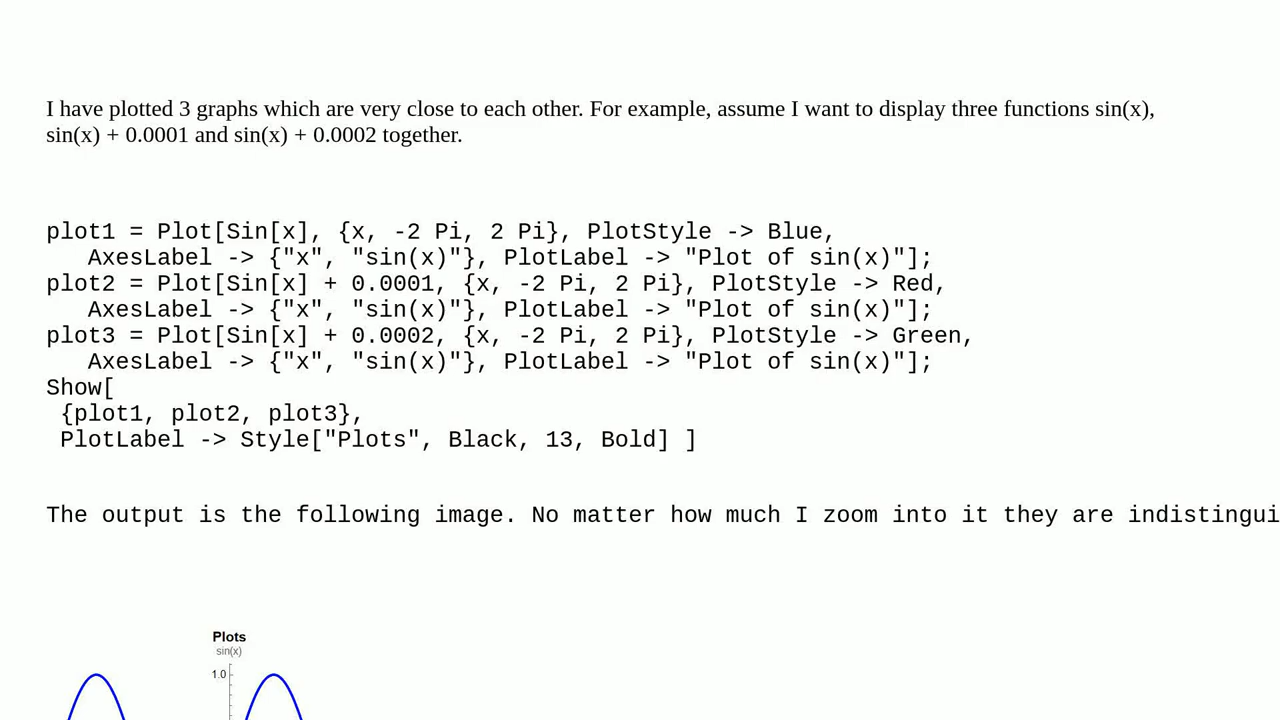 I have plotted 3 graphs which are very close to each other. For example, assume I want to display three functions sin(x),
sin(x) + 0.0001 and sin(x) + 0.0002 together.
plot1 = Plot[Sin[x], {x, -2 Pi, 2 Pi}, PlotStyle -> Blue,
   AxesLabel -> {"x", "sin(x)"}, PlotLabel -> "Plot of sin(x)"];
plot2 = Plot[Sin[x] + 0.0001, {x, -2 Pi, 2 Pi}, PlotStyle -> Red,
   AxesLabel -> {"x", "sin(x)"}, PlotLabel -> "Plot of sin(x)"];
plot3 = Plot[Sin[x] + 0.0002, {x, -2 Pi, 2 Pi}, PlotStyle -> Green,
   AxesLabel -> {"x", "sin(x)"}, PlotLabel -> "Plot of sin(x)"];
Show[
 {plot1, plot2, plot3},
 PlotLabel -> Style["Plots", Black, 13, Bold] ]
The output is the following image. No matter how much I zoom into it they are indistingui
Plots
sin(x)
1.0